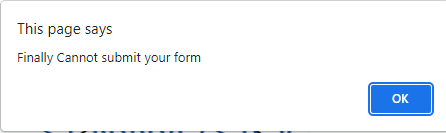 This page says
Finally Cannot submit your form
OK